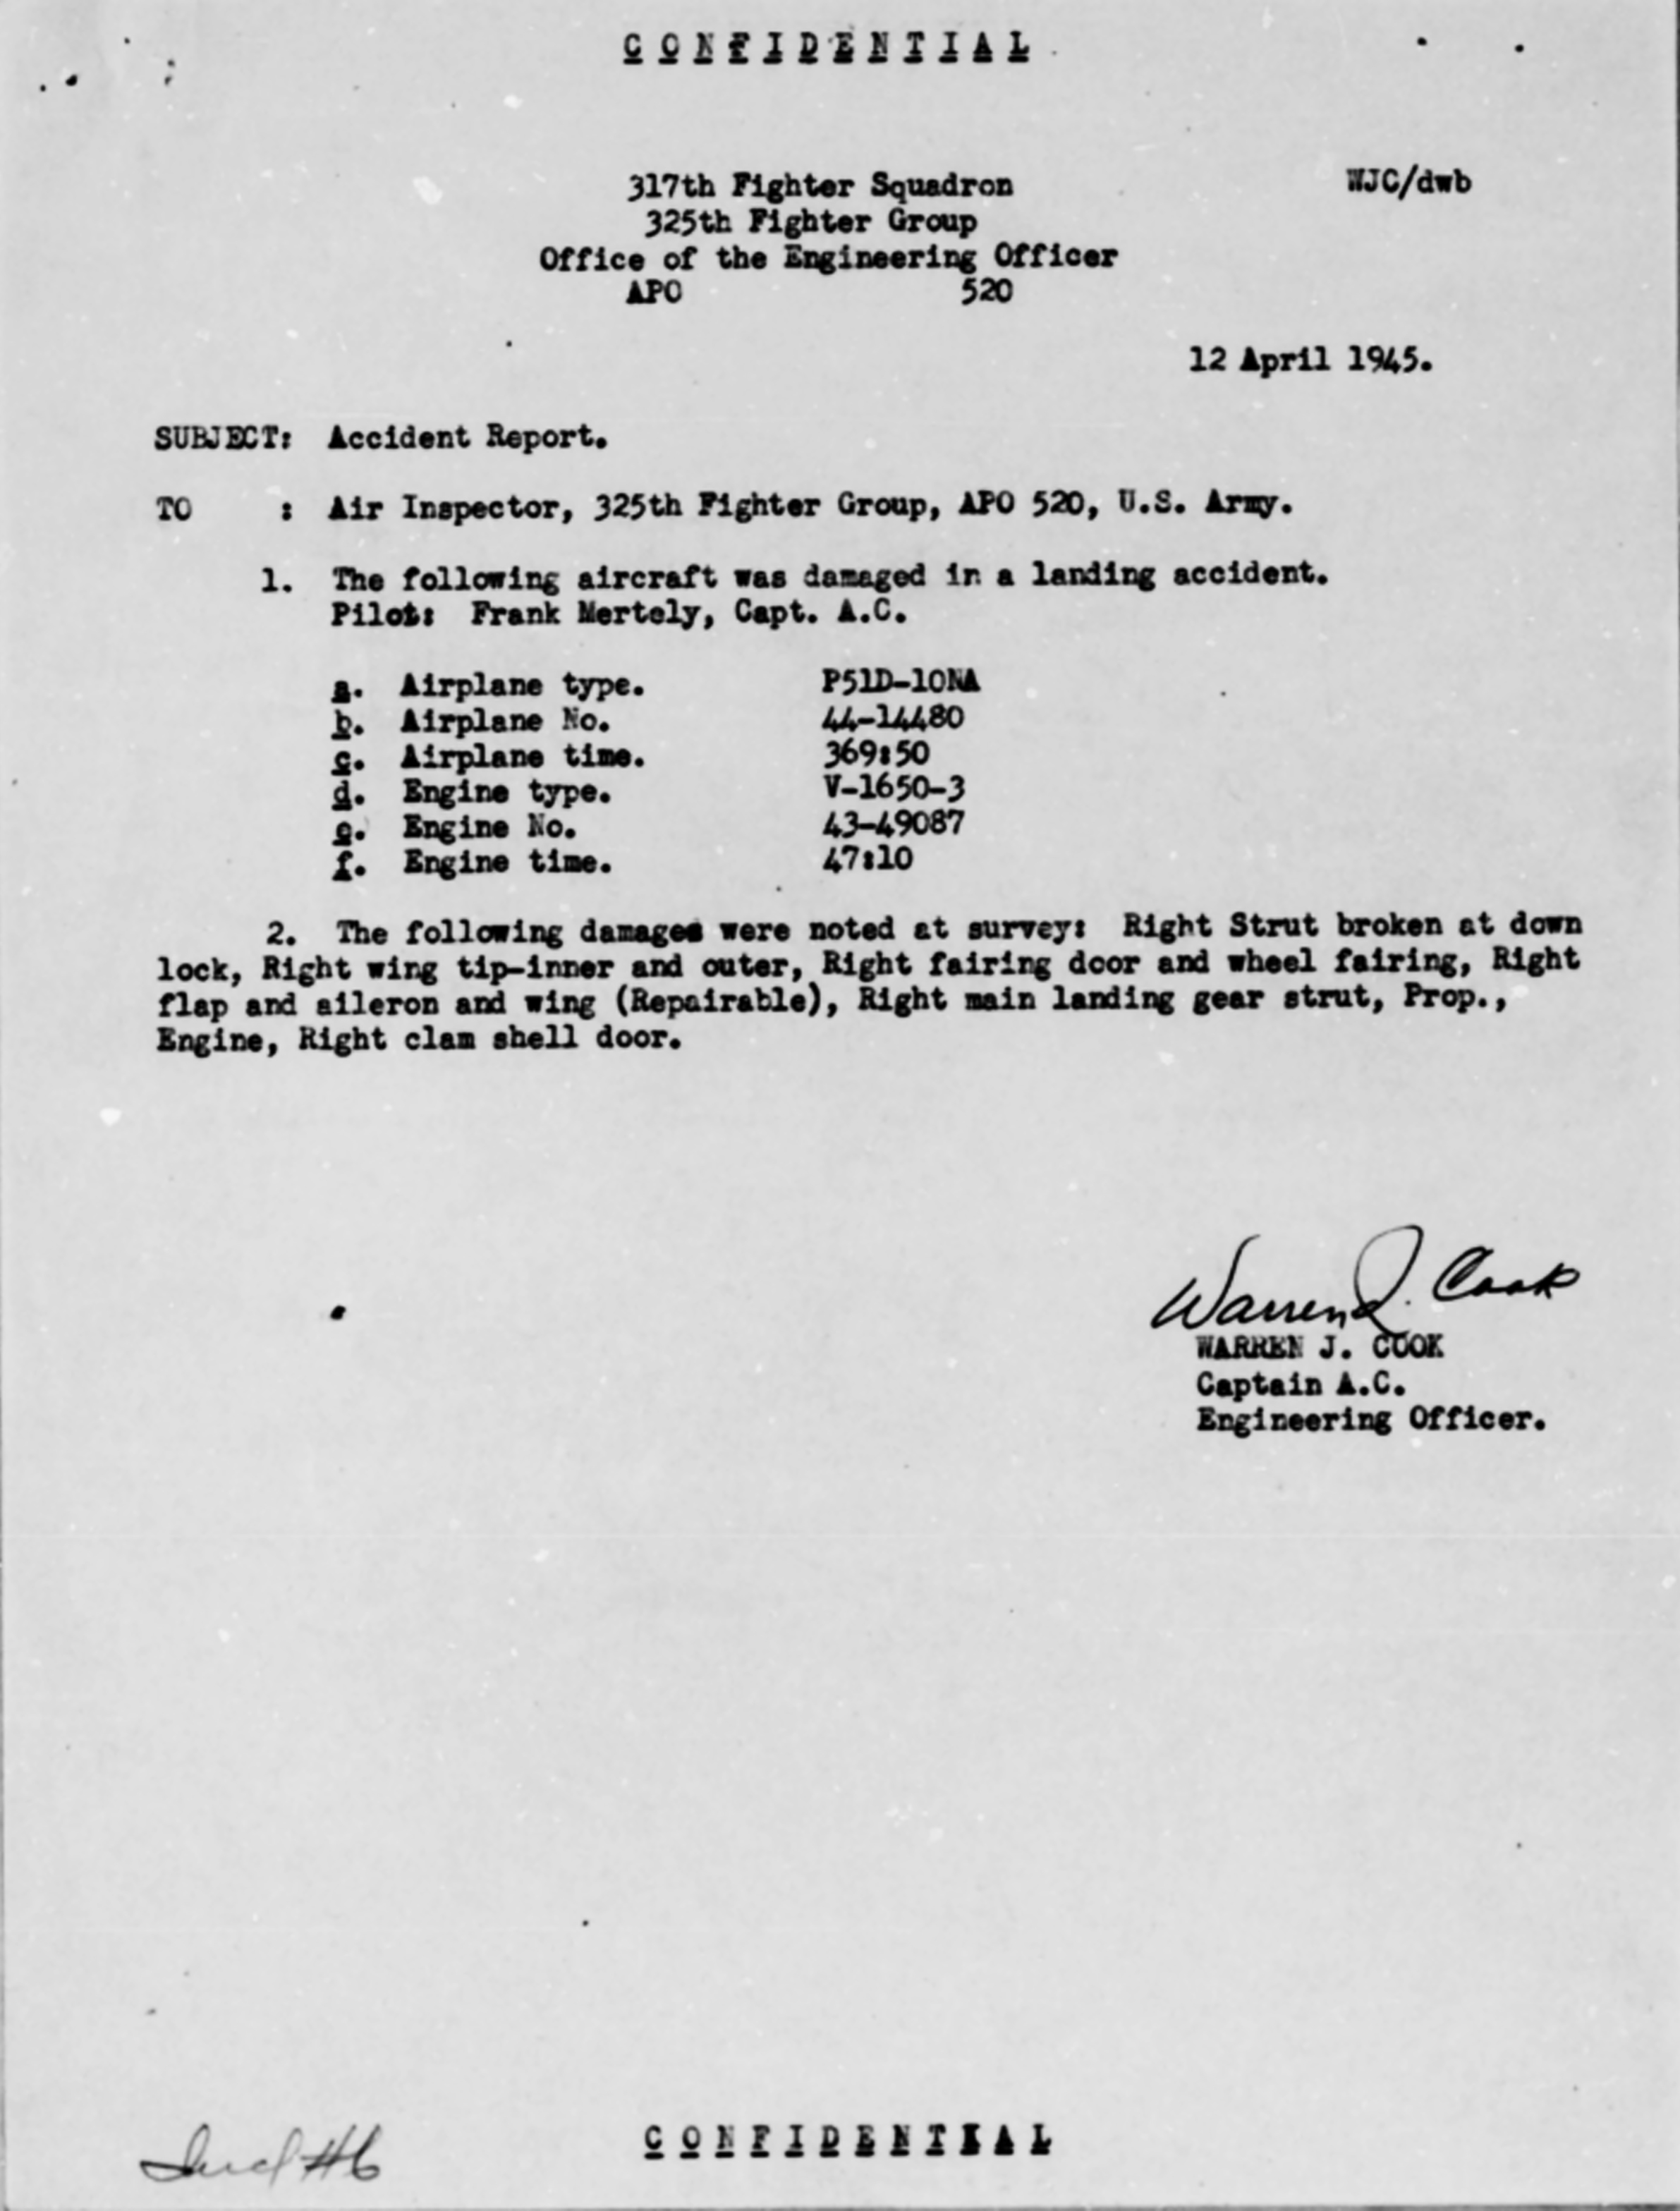 CONFIDENTIAL
317th Fighter Squadron WJC/dwb
325th Fighter Group
Office of the Engineering Officer
APO 520
12 April 1945.
SUBJECT: Accident Report.
TO : Air Inspector, 325th Fighter Group, APO 520, U.S. Army.
1. The following aircraft was damaged in a landing accident.
Pilot: Frank Mertely, Capt. A.C.
a. Airplane type. P51D-10NA
b. Airplane No. 44-14480
c. Airplane time. 369:50
d. Engine type. V-1650-3
e. Engine No. 43-49087
f. Engine time. 47:10
2. The following damages were noted at survey: Right Strut broken at down
lock, Right wing tip-inner and outer, Right fairing door and wheel fairing, Right
flap and aileron and wing (Repairable), Right main landing gear strut, Prop.,
Engine, Right clam shell door.
Warren J. Cook
WARREN J. COOK
Captain A.C.
Engineering Officer.
Incl #6
CONFIDENTIAL